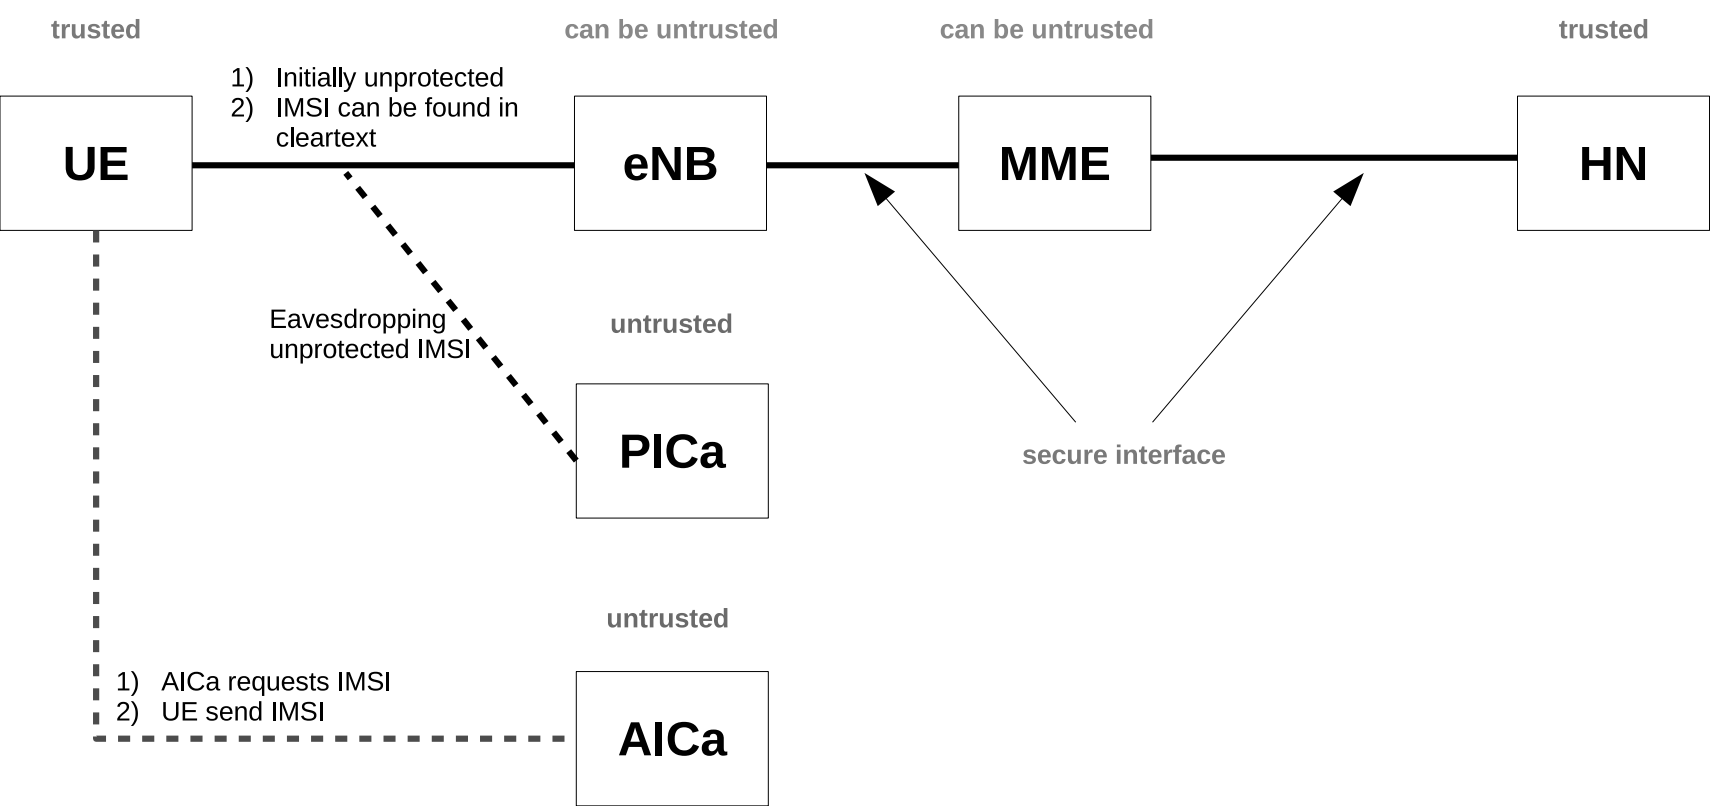 trusted
can be untrusted
can be untrusted
trusted
1) Initially unprotected
2) IMSI can be found in
cleartext
UE
eNB
MME
HN
Eavesdropping
unprotected IMSI
untrusted
PICa
secure interface
untrusted
1) AICa requests IMSI
2) UE send IMSI
AICa